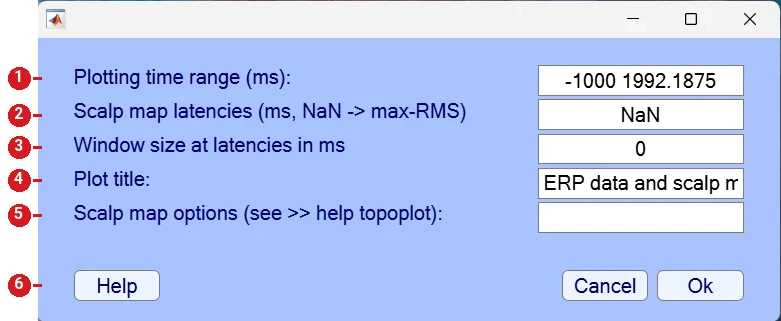 1 Plotting time range (ms): -1000 1992.1875
2 Scalp map latencies (ms, NaN -> max-RMS) NaN
3 Window size at latencies in ms 0
4 Plot title: ERP data and scalp m
5 Scalp map options (see >> help topoplot):
6 Help Cancel Ok